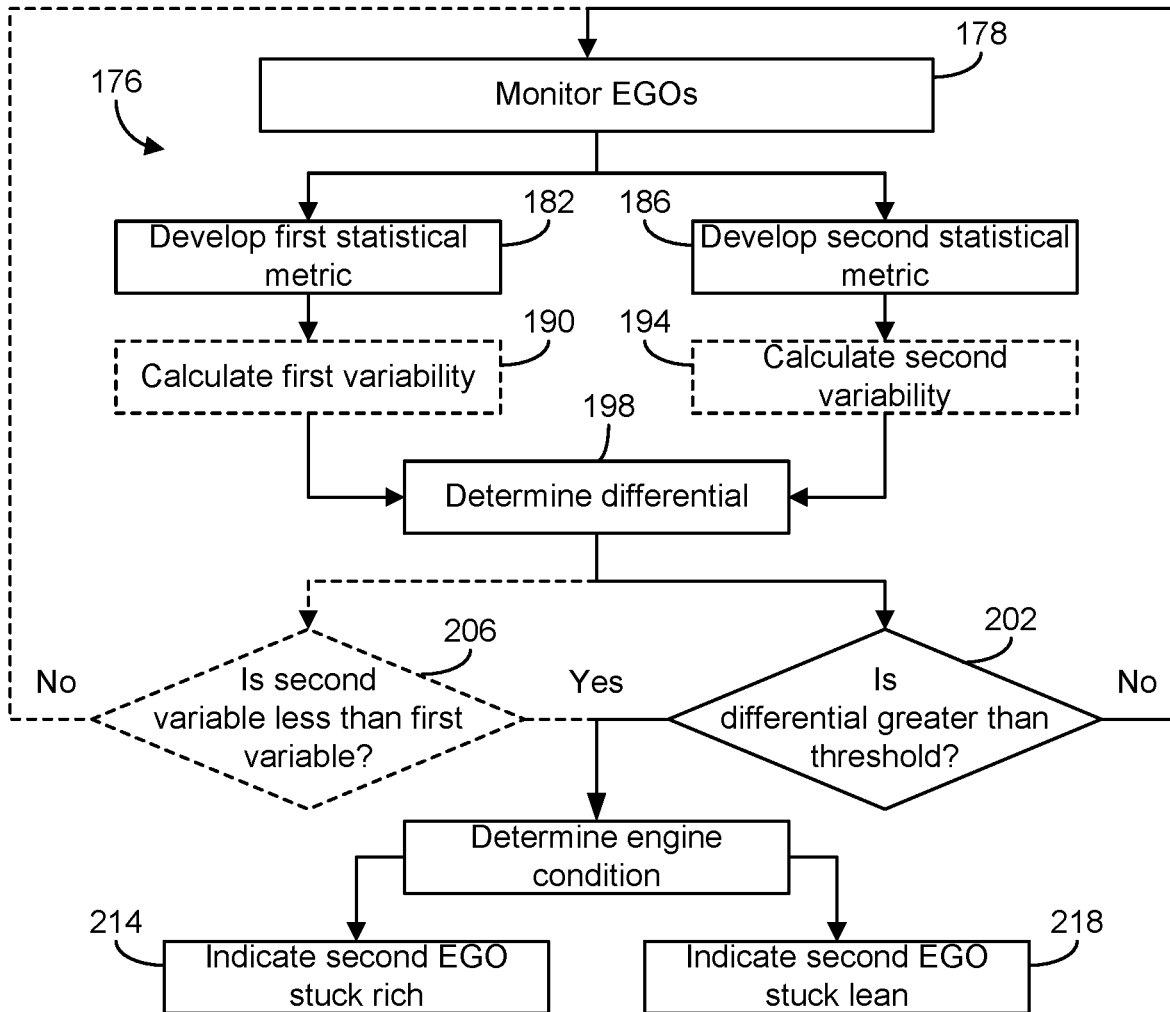 178
176
Monitor EGOs
182
186
Develop first statistical
metric
Develop second statistical
metric
190
194
Calculate first variability
Calculate second
variability
198
Determine differential
206
202
No
Is second
variable less than first
variable?
Yes
Is
differential greater than
threshold?
No
Determine engine
condition
214
218
Indicate second EGO
stuck rich
Indicate second EGO
stuck lean